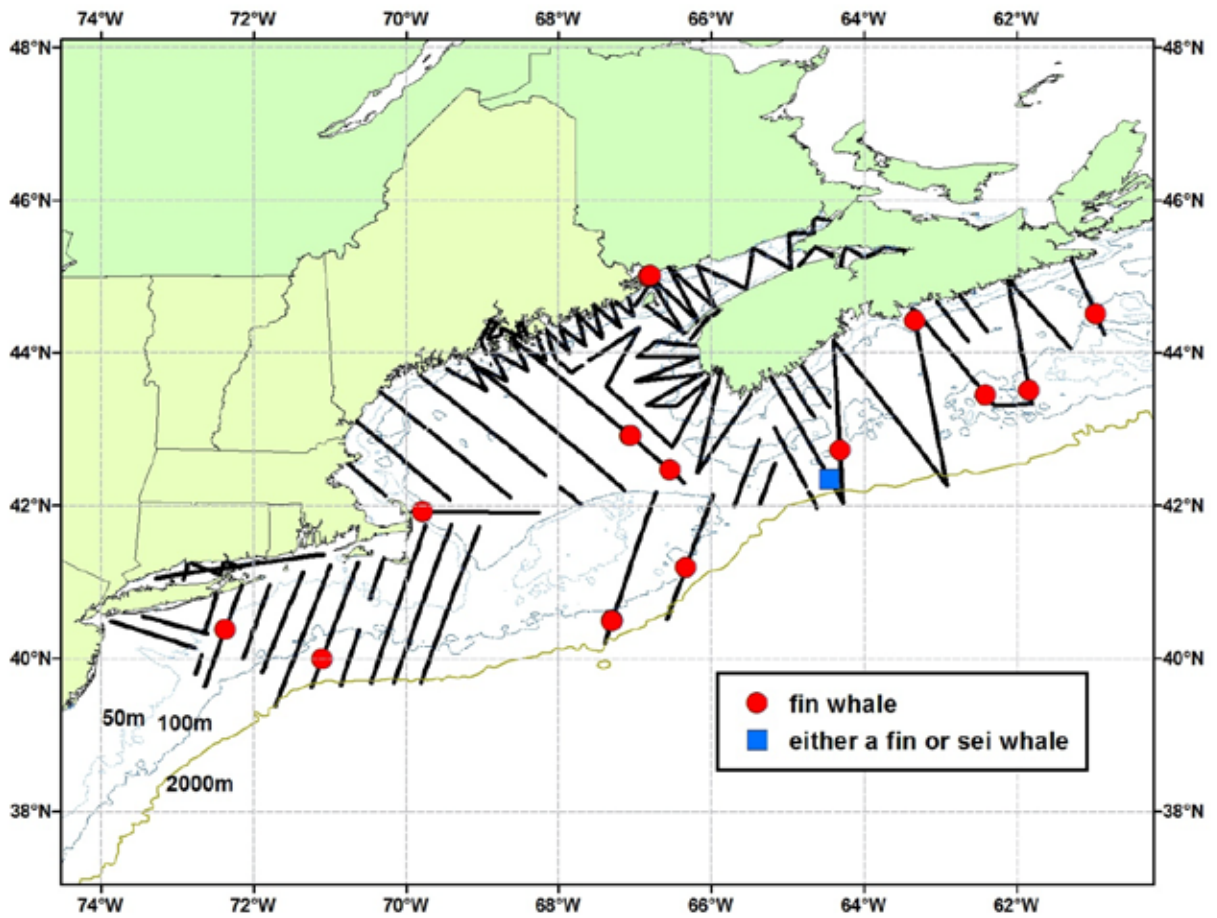 74°W 72°W 70°W 68°W 66°W 64°W 62°W
48°N 48°N
46°N 46°N
44°N 44°N
42°N 42°N
40°N 40°N
fin whale
50m 100m
either a fin or sei whale
2000m
38°N 38°N
74°W 72°W 70°W 68°W 66°W 64°W 62°W